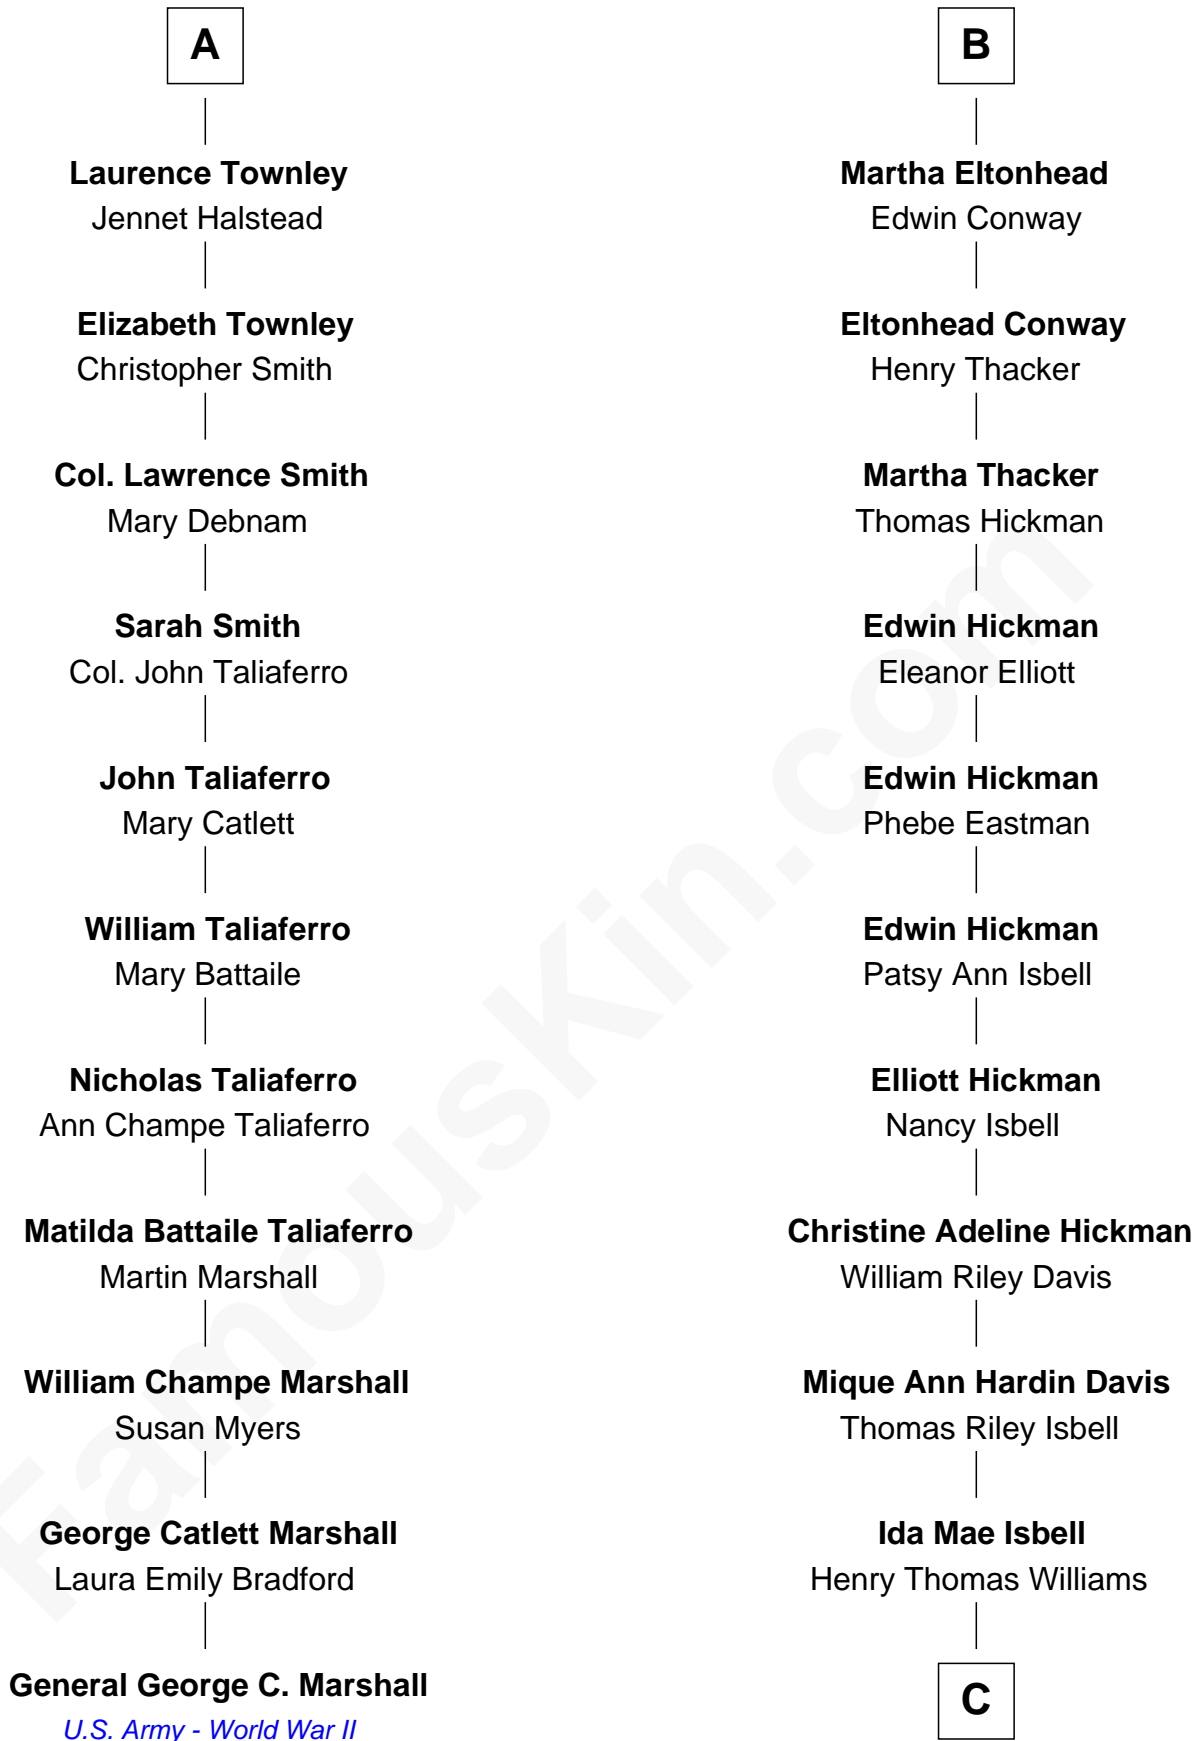 A
Laurence Townley
Jennet Halstead
Elizabeth Townley
Christopher Smith
Col. Lawrence Smith
Mary Debnam
Sarah Smith
Col. John Taliaferro
John Taliaferro
Mary Catlett
William Taliaferro
Mary Battaile
Nicholas Taliaferro
Ann Champe Taliaferro
Matilda Battaile Taliaferro
Martin Marshall
William Champe Marshall
Susan Myers
George Catlett Marshall
Laura Emily Bradford
General George C. Marshall
U.S. Army - World War II
B
Martha Eltonhead
Edwin Conway
Eltonhead Conway
Henry Thacker
Martha Thacker
Thomas Hickman
Edwin Hickman
Eleanor Elliott
Edwin Hickman
Phebe Eastman
Edwin Hickman
Patsy Ann Isbell
Elliott Hickman
Nancy Isbell
Christine Adeline Hickman
William Riley Davis
Mique Ann Hardin Davis
Thomas Riley Isbell
Ida Mae Isbell
Henry Thomas Williams
C
FamousKin.com